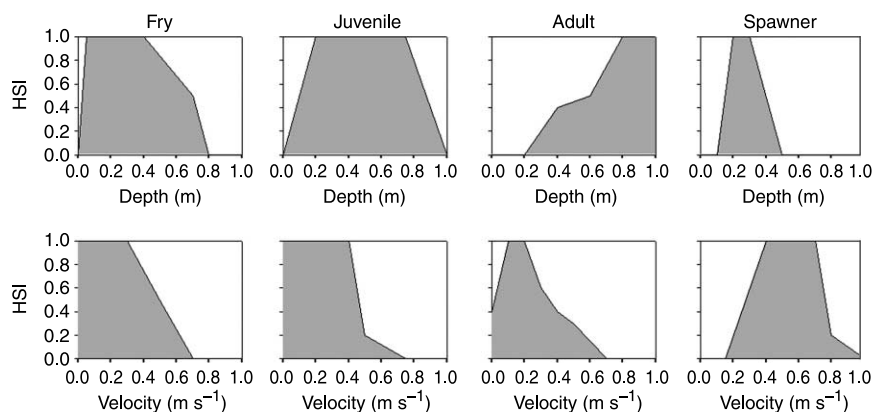 Fry Juvenile Adult Spawner
HSI
1.0
0.8
0.6
0.4
0.2
0.0
0.0 0.2 0.4 0.6 0.8 1.0 0.0 0.2 0.4 0.6 0.8 1.0 0.0 0.2 0.4 0.6 0.8 1.0 0.0 0.2 0.4 0.6 0.8 1.0
Depth (m) Depth (m) Depth (m) Depth (m)
HSI
1.0
0.8
0.6
0.4
0.2
0.0
0.0 0.2 0.4 0.6 0.8 1.0 0.0 0.2 0.4 0.6 0.8 1.0 0.0 0.2 0.4 0.6 0.8 1.0 0.0 0.2 0.4 0.6 0.8 1.0
Velocity (m s⁻¹) Velocity (m s⁻¹) Velocity (m s⁻¹) Velocity (m s⁻¹)